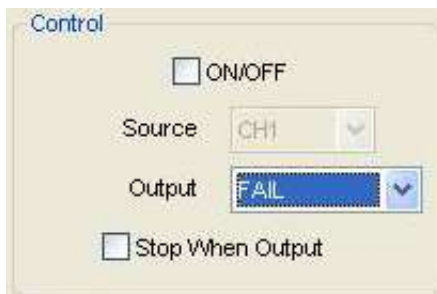 Control
ON/OFF
Source CH1
Output FAIL
Stop When Output